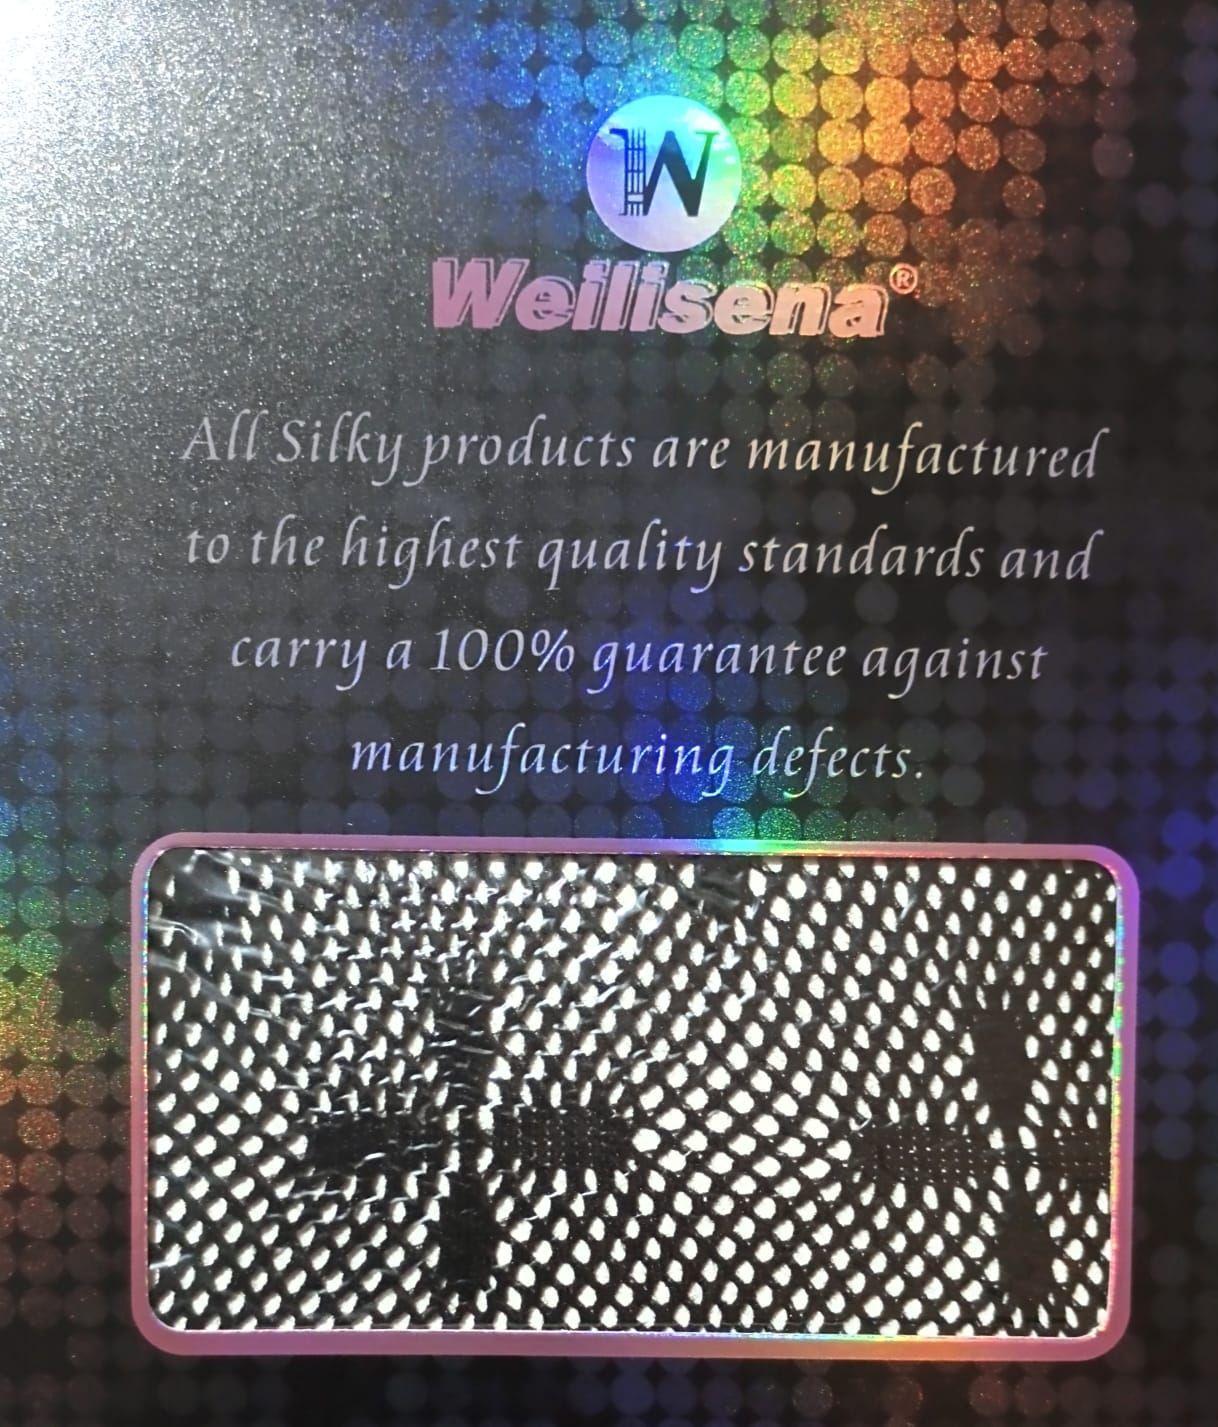 W
Weilisena®
All Silky products are manufactured
to the highest quality standards and
carry a 100% guarantee against
manufacturing defects.